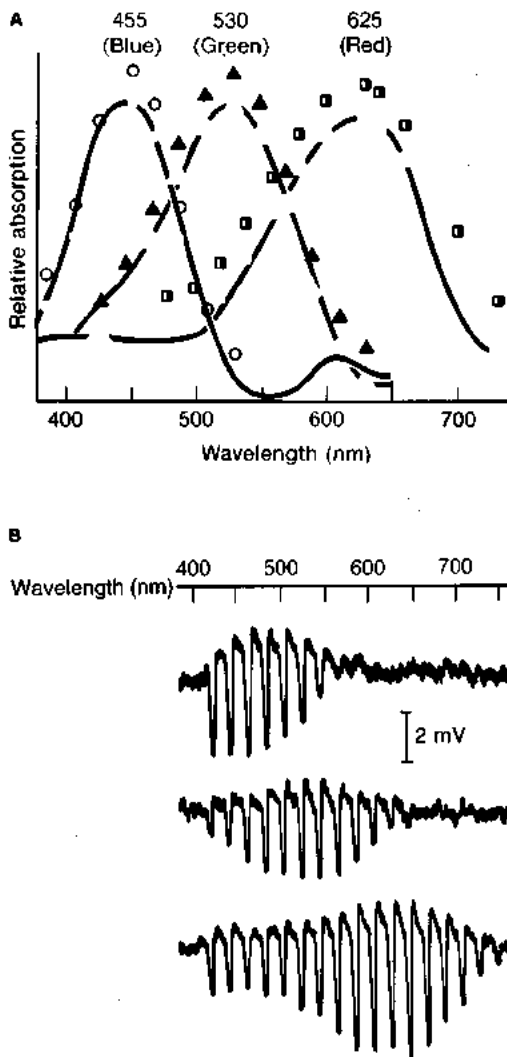 A
455 530 625
(Blue) (Green) (Red)
Relative absorption
400 500 600 700
Wavelength (nm)
B
400 500 600 700
Wavelength (nm)
2 mV